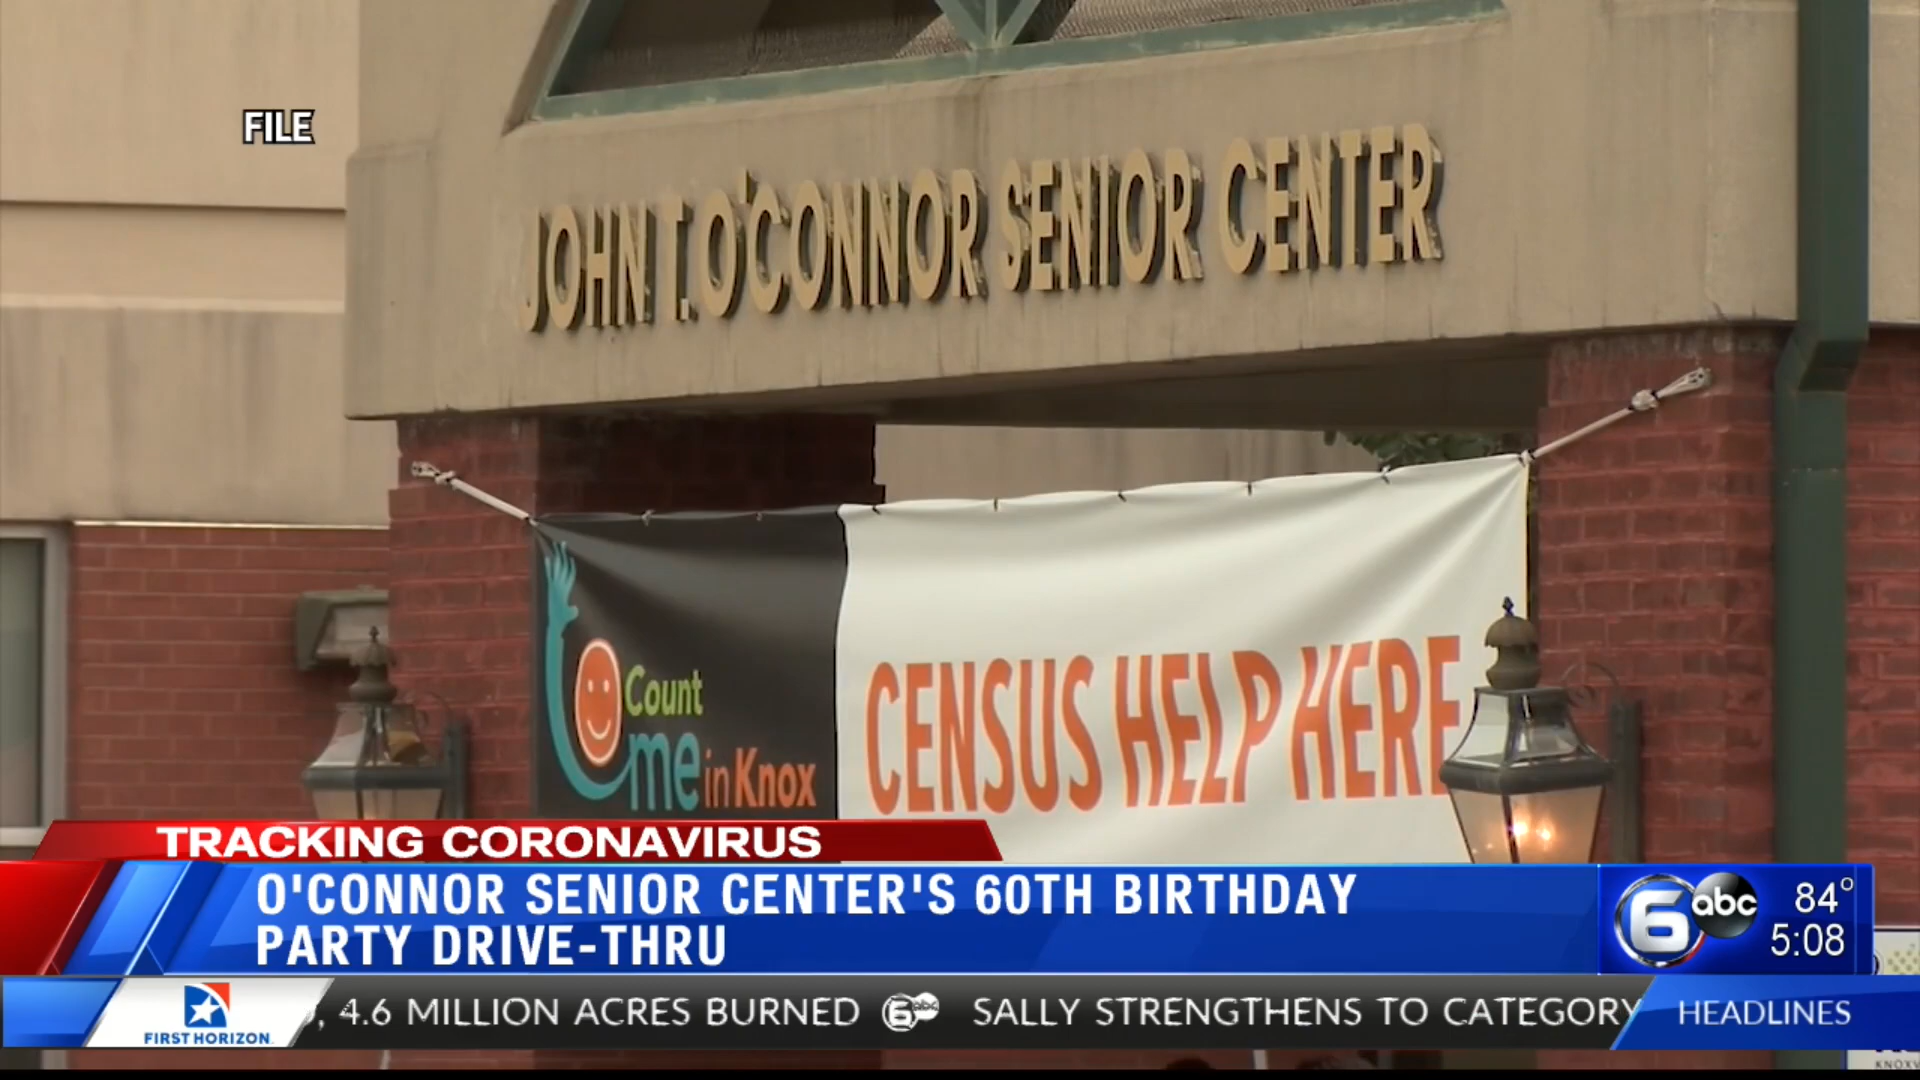 FILE
JOHN T. O'CONNOR SENIOR CENTER
Count
me in Knox
CENSUS HELP HERE
TRACKING CORONAVIRUS
O'CONNOR SENIOR CENTER'S 60TH BIRTHDAY
PARTY DRIVE-THRU
6 abc
84°
5:08
FIRST HORIZON
, 4.6 MILLION ACRES BURNED 6 abc SALLY STRENGTHENS TO CATEGORY
HEADLINES